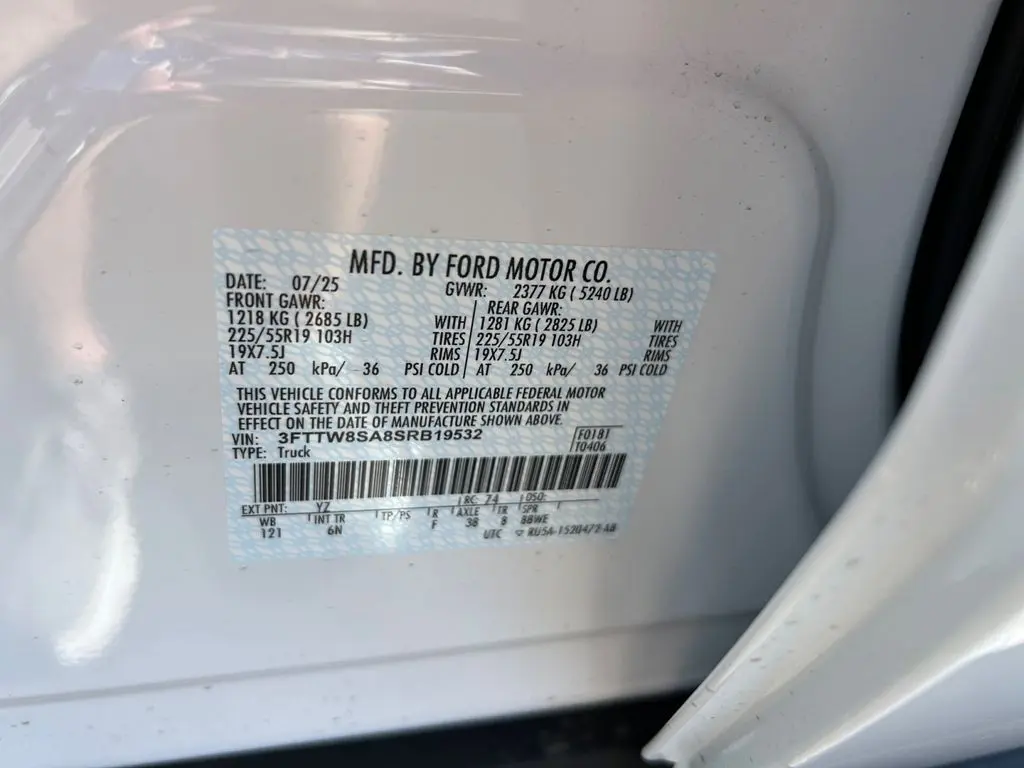 MFD. BY FORD MOTOR CO.
DATE: 07/25 GVWR: 2377 KG ( 5240 LB)
FRONT GAWR: REAR GAWR:
1218 KG ( 2685 LB) WITH 1281 KG ( 2825 LB) WITH
225/55R19 103H TIRES 225/55R19 103H TIRES
19X7.5J RIMS 19X7.5J RIMS
AT 250 kPa/ 36 PSI COLD AT 250 kPa/ 36 PSI COLD
THIS VEHICLE CONFORMS TO ALL APPLICABLE FEDERAL MOTOR
VEHICLE SAFETY AND THEFT PREVENTION STANDARDS IN
EFFECT ON THE DATE OF MANUFACTURE SHOWN ABOVE.
VIN: 3FTTW8SA8SRB19532 F0181
TYPE: Truck T0406
EXT PNT: YZ RC: 74 DSO:
WB INT TR TP/PS R AXLE TR SPR
121 6N F 38 8 BBWE
UTC